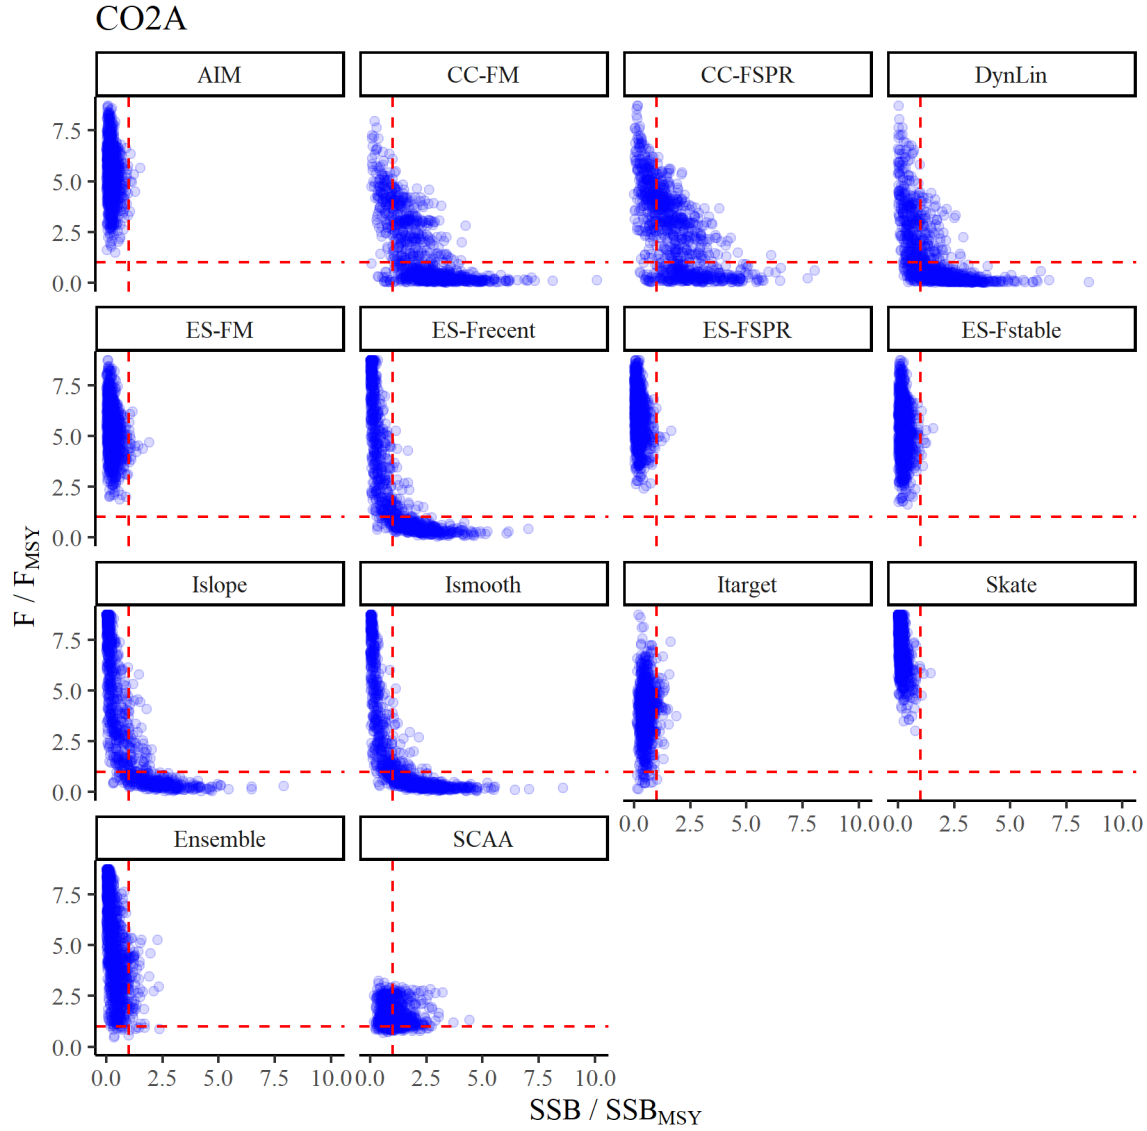 CO2A
AIM CC-FM CC-FSPR DynLin
7.5
5.0
2.5
0.0
ES-FM ES-Frecent ES-FSPR ES-Fstable
7.5
5.0
2.5
0.0
F / FMSY
Islope Ismooth Itarget Skate
7.5
5.0
2.5
0.0
0.0 2.5 5.0 7.5 10.0 0.0 2.5 5.0 7.5 10.0
Ensemble SCAA
7.5
5.0
2.5
0.0
0.0 2.5 5.0 7.5 10.0 0.0 2.5 5.0 7.5 10.0
SSB / SSBMSY